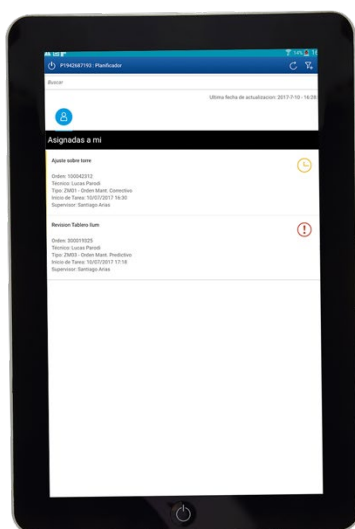 14% 16
P1942687193 : Planificador
Buscar
Ultima fecha de actualizacion: 2017-7-10 - 16:28
Asignadas a mi
Ajuste sobre torre
Orden: 100042312
Tecnico: Lucas Parodi
Tipo: ZM01 - Orden Mant. Correctivo
Inicio de Tarea: 10/07/2017 16:30
Supervisor: Santiago Arias
Revision Tablero Ilum
Orden: 300019325
Tecnico: Lucas Parodi
Tipo: ZM03 - Orden Mant. Predictivo
Inicio de Tarea: 10/07/2017 17:18
Supervisor: Santiago Arias